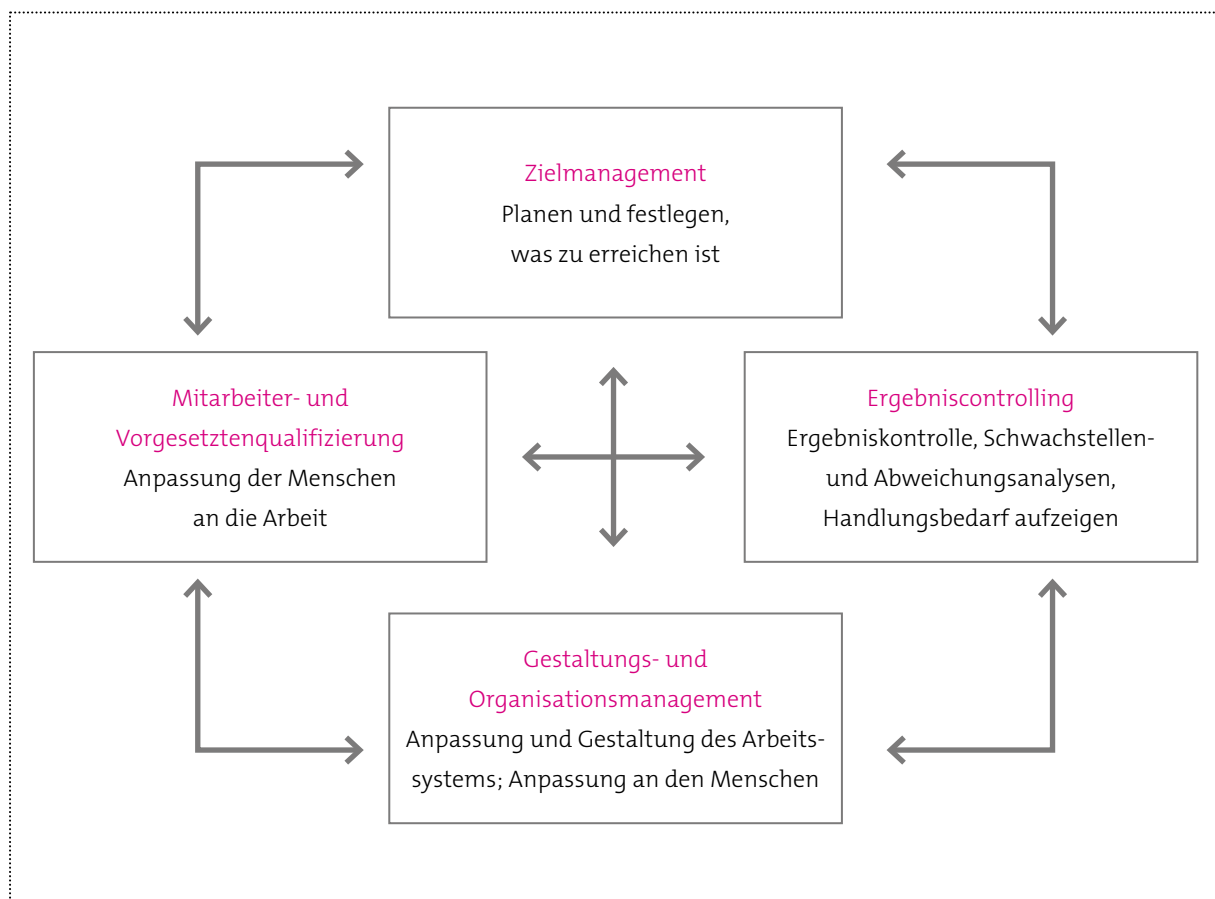 Zielmanagement
Planen und festlegen,
was zu erreichen ist
Mitarbeiter- und
Vorgesetztenqualifizierung
Anpassung der Menschen
an die Arbeit
Ergebniscontrolling
Ergebniskontrolle, Schwachstellen-
und Abweichungsanalysen,
Handlungsbedarf aufzeigen
Gestaltungs- und
Organisationsmanagement
Anpassung und Gestaltung des Arbeits-
systems; Anpassung an den Menschen